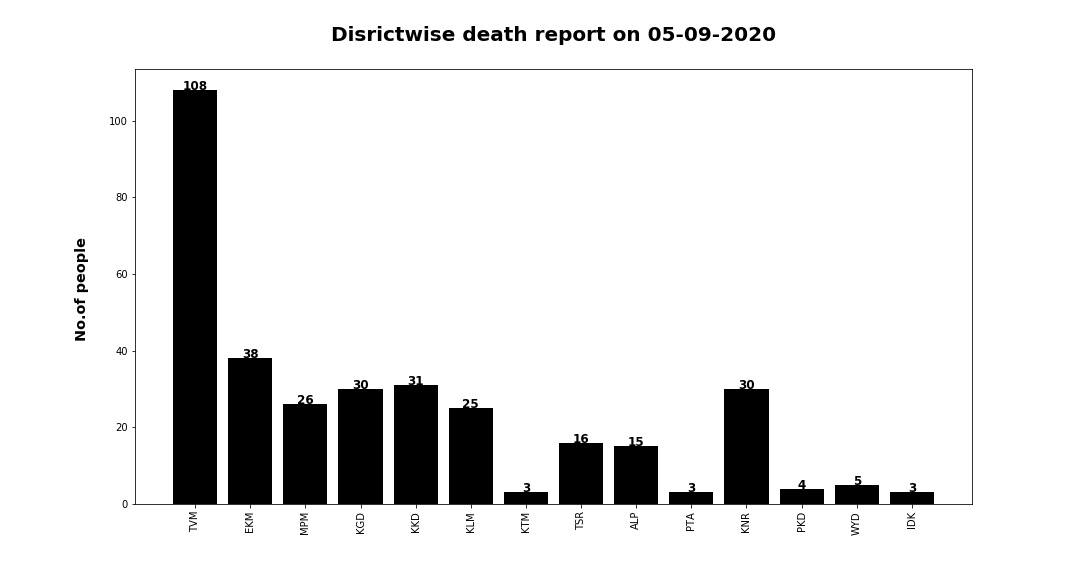 Disrictwise death report on 05-09-2020
No.of people
100
80
60
40
20
0
108
38
26
30
31
25
3
16
15
3
30
4
5
3
TVM
EKM
MPM
KGD
KKD
KLM
KTM
TSR
ALP
PTA
KNR
PKD
WYD
IDK